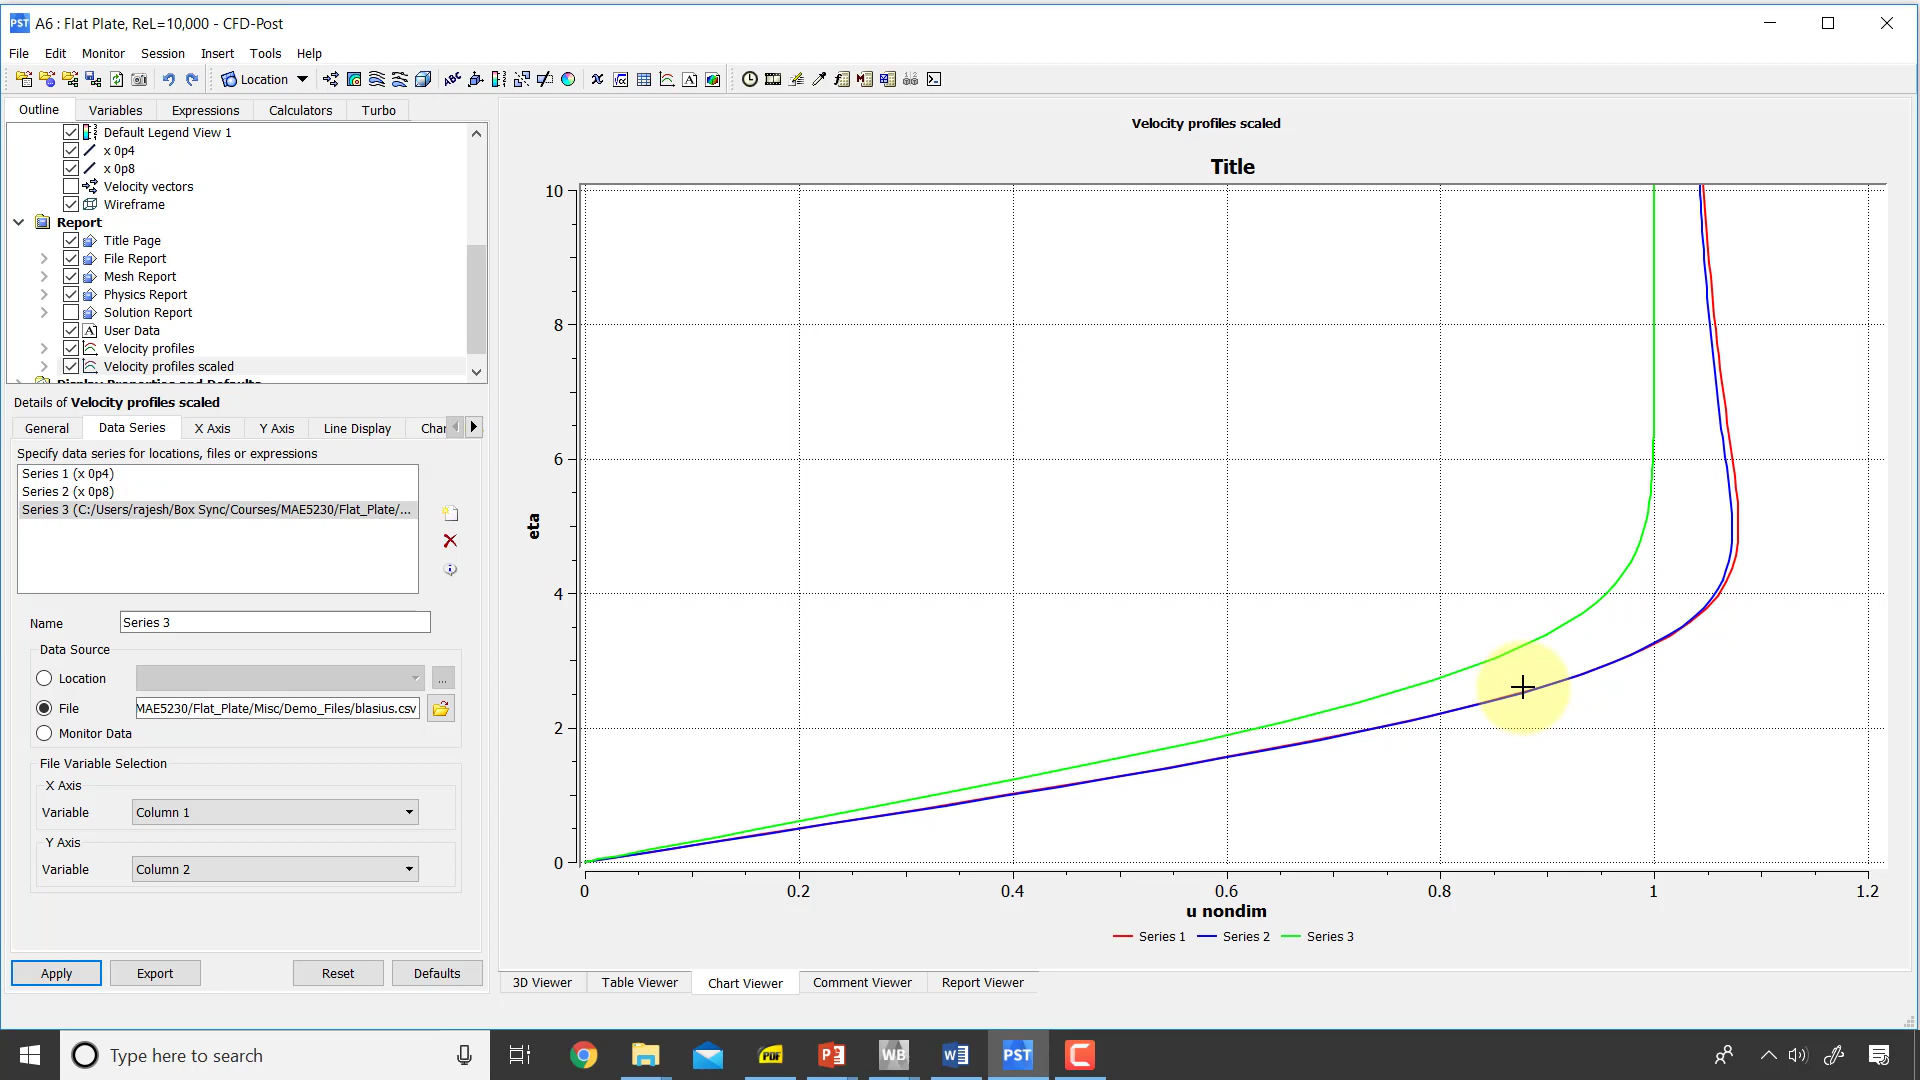 PST A6 : Flat Plate, ReL=10,000 - CFD-Post
File Edit Monitor Session Insert Tools Help
Location
Outline Variables Expressions Calculators Turbo
Default Legend View 1
x 0p4
x 0p8
Velocity vectors
Wireframe
Report
Title Page
File Report
Mesh Report
Physics Report
Solution Report
User Data
Velocity profiles
Velocity profiles scaled
Display Properties and Defaults
Details of Velocity profiles scaled
General Data Series X Axis Y Axis Line Display Char
Specify data series for locations, files or expressions
Series 1 (x 0p4)
Series 2 (x 0p8)
Series 3 (C:/Users/rajesh/Box Sync/Courses/MAE5230/Flat_Plate/...
Name Series 3
Data Source
Location ...
File MAE5230/Flat_Plate/Misc/Demo_Files/blasius.csv
Monitor Data
File Variable Selection
X Axis
Variable Column 1
Y Axis
Variable Column 2
Apply Export Reset Defaults
Velocity profiles scaled
Title
10
8
6
4
2
0
eta
0 0.2 0.4 0.6 0.8 1 1.2
u nondim
Series 1 Series 2 Series 3
3D Viewer Table Viewer Chart Viewer Comment Viewer Report Viewer
Type here to search
PDF P WB W PST C